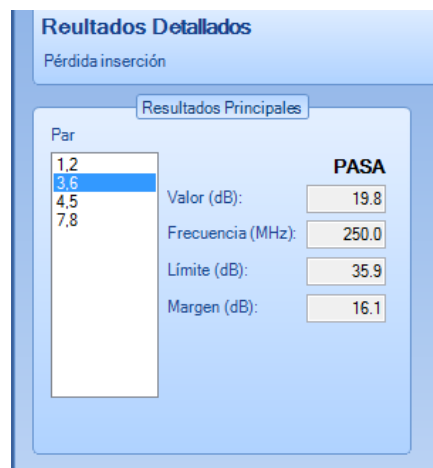 Reultados Detallados
Pérdida inserción
Resultados Principales
Par
1,2
3,6
4,5
7,8
PASA
Valor (dB): 19.8
Frecuencia (MHz): 250.0
Límite (dB): 35.9
Margen (dB): 16.1